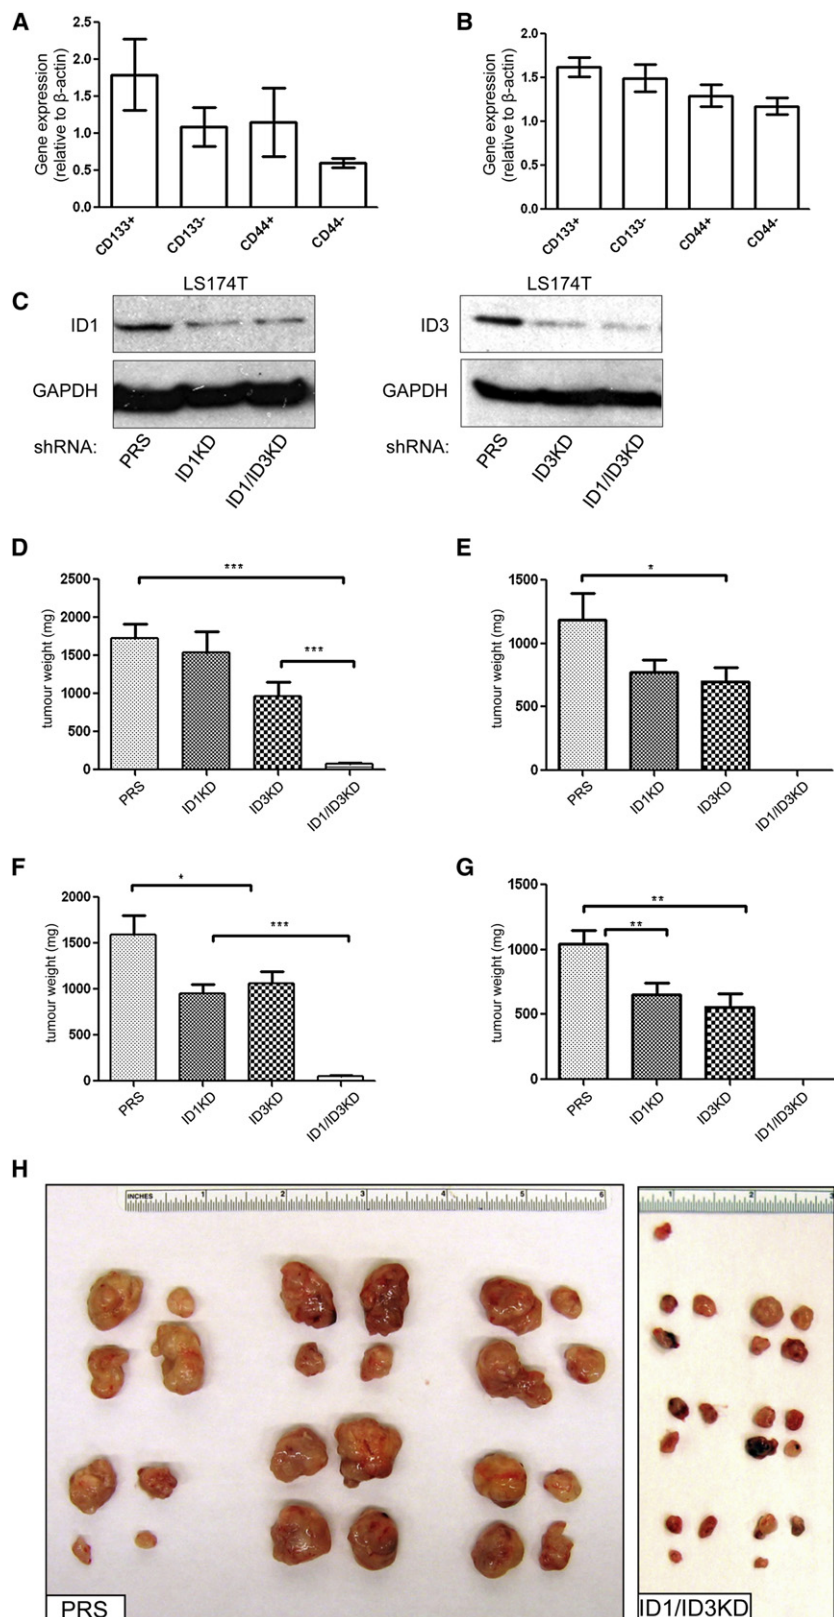 A
Gene expression
(relative to β-actin)
2.5
2.0
1.5
1.0
0.5
0.0
CD133+
CD133-
CD44+
CD44-
B
Gene expression
(relative to β-actin)
2.0
1.5
1.0
0.5
0.0
CD133+
CD133-
CD44+
CD44-
C
LS174T
ID1
GAPDH
shRNA:
PRS
ID1KD
ID1/ID3KD
LS174T
ID3
GAPDH
shRNA:
PRS
ID3KD
ID1/ID3KD
D
tumour weight (mg)
2500
2000
1500
1000
500
0
***
***
PRS
ID1KD
ID3KD
ID1/ID3KD
E
tumour weight (mg)
1500
1000
500
0
*
PRS
ID1KD
ID3KD
ID1/ID3KD
F
tumour weight (mg)
2000
1500
1000
500
0
*
***
PRS
ID1KD
ID3KD
ID1/ID3KD
G
tumour weight (mg)
1500
1000
500
0
**
**
PRS
ID1KD
ID3KD
ID1/ID3KD
H
INCHES 1 2 3 4 5 6
1 2 3
PRS
ID1/ID3KD